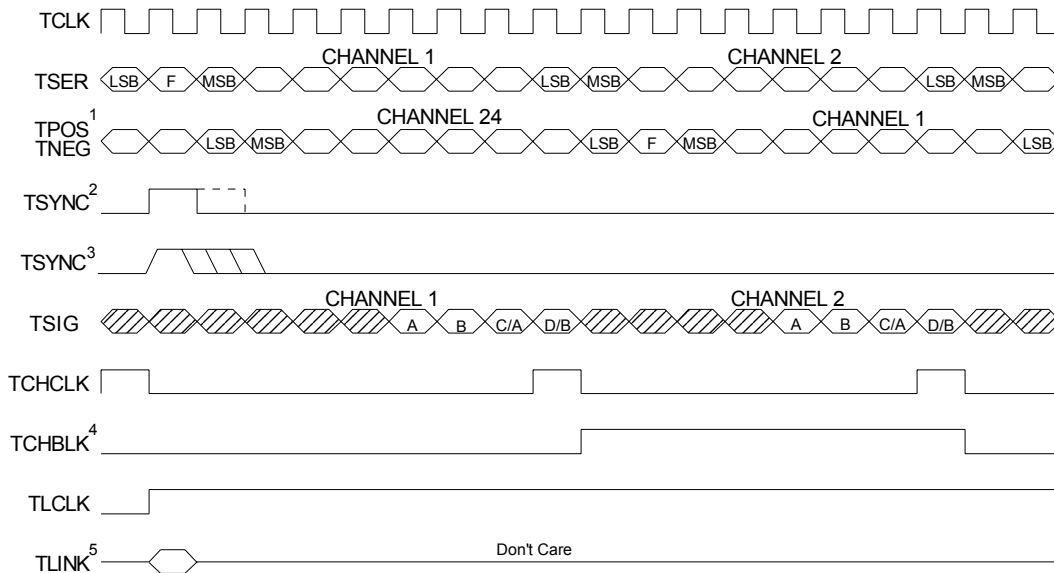 TCLK
CHANNEL 1 CHANNEL 2
TSER LSB F MSB LSB MSB LSB MSB
CHANNEL 24 CHANNEL 1
TPOS1
TNEG LSB MSB LSB F MSB LSB
TSYNC2
TSYNC3
CHANNEL 1 CHANNEL 2
TSIG A B C/A D/B A B C/A D/B
TCHCLK
TCHBLK4
TLCLK
TLINK5 Don't Care